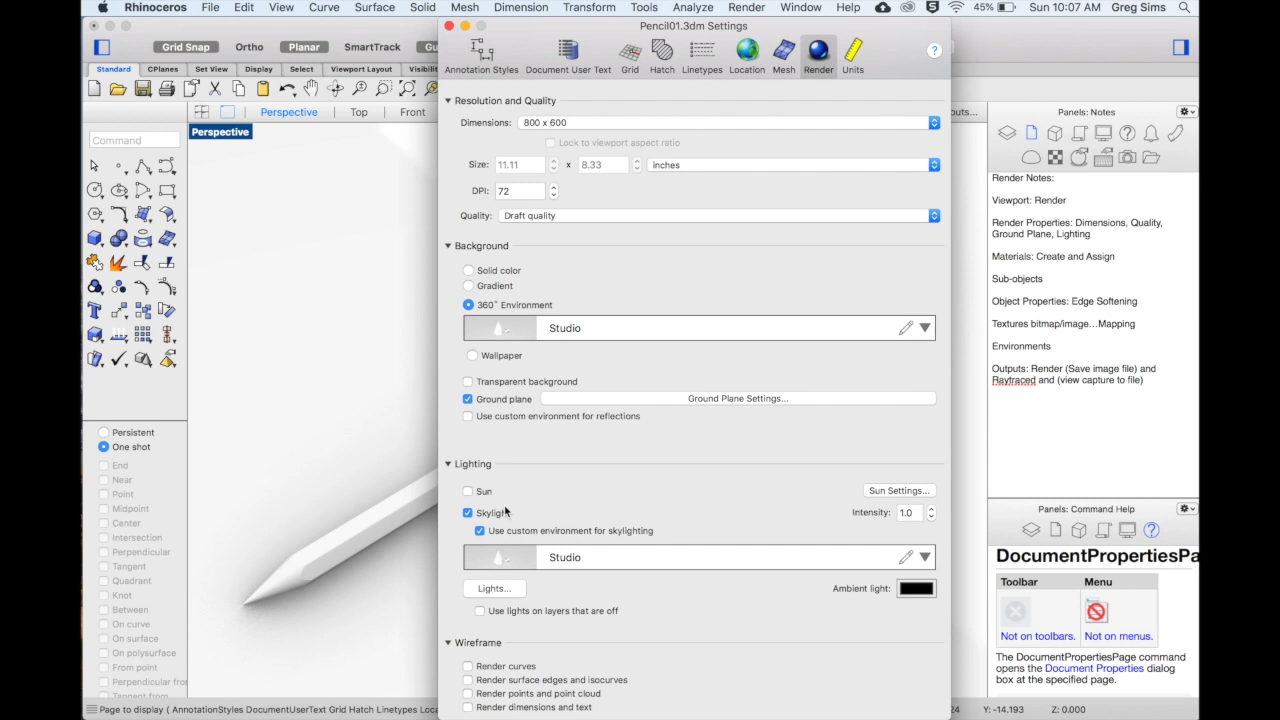 Rhinoceros File Edit View Curve Surface Solid Mesh Dimension Transform Tools Analyze Render Window Help 45% Sun 10:07 AM Greg Sims
Pencil01.3dm Settings
Grid Snap Ortho Planar SmartTrack
Annotation Styles Document User Text Grid Hatch Linetypes Location Mesh Render Units
Standard CPlanes Set View Display Select Viewport Layout
Perspective Top Front
Perspective
Command
Persistent
One shot
End
Near
Point
Midpoint
Center
Intersection
Perpendicular
Tangent
Quadrant
Knot
Between
On curve
On surface
On polysurface
From point
Perpendicular from
Tangent from
Resolution and Quality
Dimensions: 800 x 600
Lock to viewport aspect ratio
Size: 11.11 x 8.33 inches
DPI: 72
Quality: Draft quality
Background
Solid color
Gradient
360° Environment
Studio
Wallpaper
Transparent background
Ground plane Ground Plane Settings...
Use custom environment for reflections
Lighting
Sun Sun Settings...
Skylight Intensity: 1.0
Use custom environment for skylighting
Studio
Lights... Ambient light:
Use lights on layers that are off
Wireframe
Render curves
Render surface edges and isocurves
Render points and point cloud
Render dimensions and text
Panels: Notes
Render Notes:
Viewport: Render
Render Properties: Dimensions, Quality,
Ground Plane, Lighting
Materials: Create and Assign
Sub-objects
Object Properties: Edge Softening
Textures bitmap/image...Mapping
Environments
Outputs: Render (Save image file) and
Raytraced and (view capture to file)
Panels: Command Help
DocumentPropertiesPa
Toolbar Menu
Not on toolbars. Not on menus.
The DocumentPropertiesPage command
opens the Document Properties dialog
box at the specified page.
Page to display ( AnnotationStyles DocumentUserText Grid Hatch Linetypes
Y: -14.193 Z: 0.000